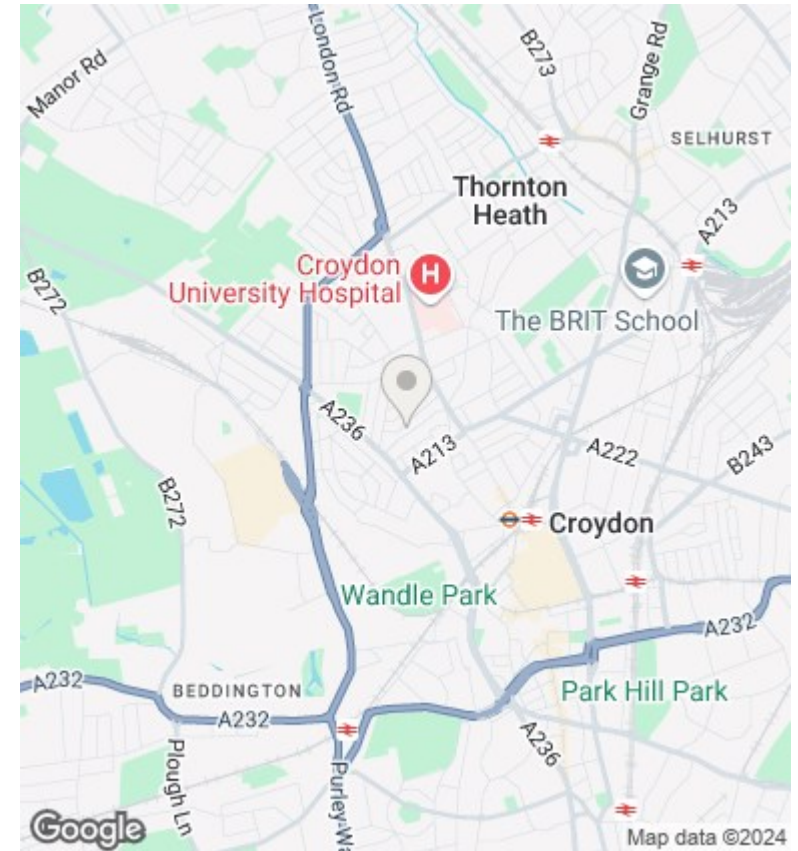 London Rd
B273
Grange Rd
Manor Rd
SELHURST
Thornton
Heath
A213
Croydon
University Hospital
H
The BRIT School
B272
A236
A213
A222
B243
B272
Croydon
Wandle Park
A232
A232
BEDDINGTON
A232
Park Hill Park
A236
Plough Ln
Purley Wa
Google
Map data ©2024